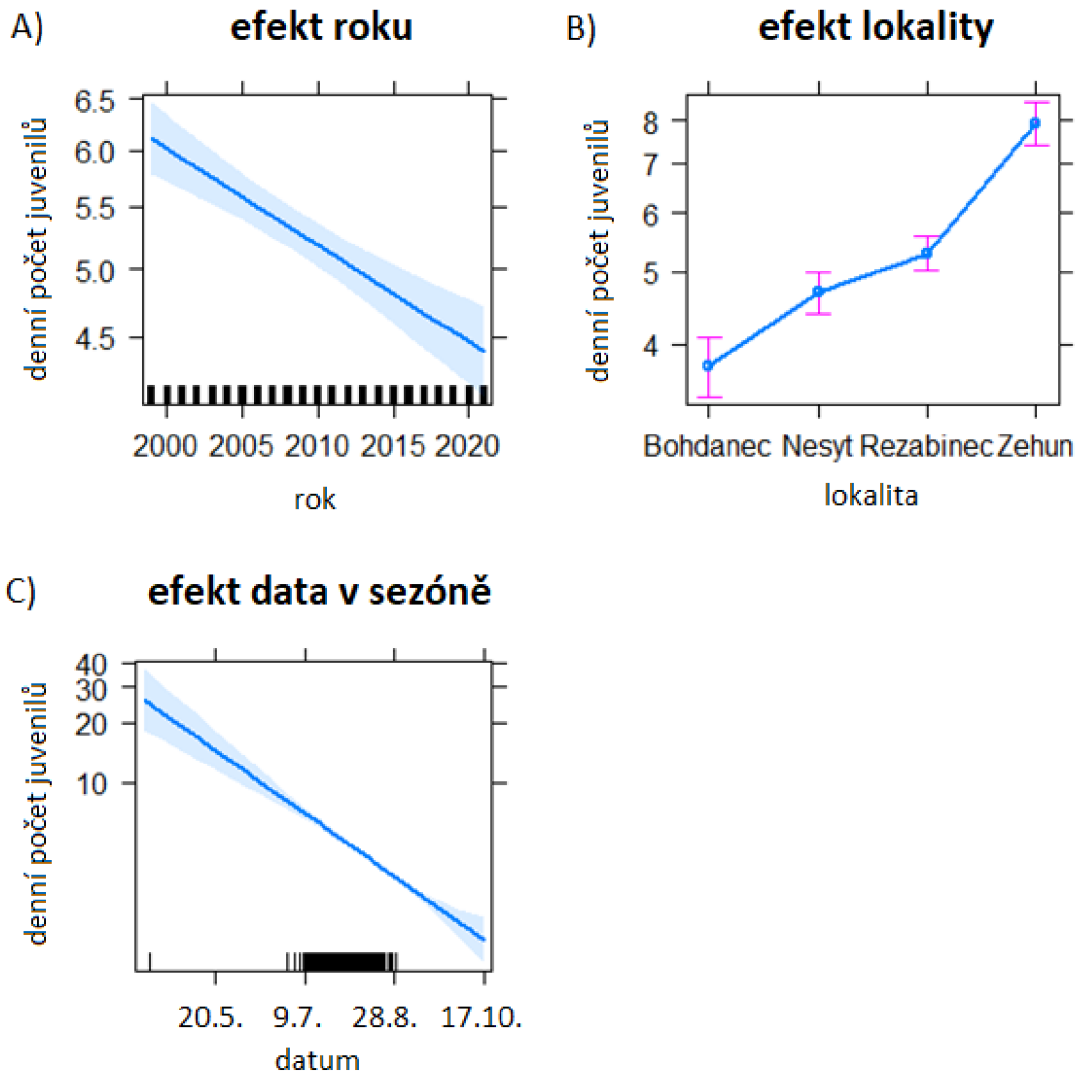 A)
efekt roku
denní počet juvenilů
6.5
6.0
5.5
5.0
4.5
2000 2005 2010 2015 2020
rok
B)
efekt lokality
denní počet juvenilů
8
7
6
5
4
Bohdanec Nesyt Rezabinec Zehun
lokalita
C)
efekt data v sezóně
denní počet juvenilů
40
30
20
10
20.5. 9.7. 28.8. 17.10.
datum